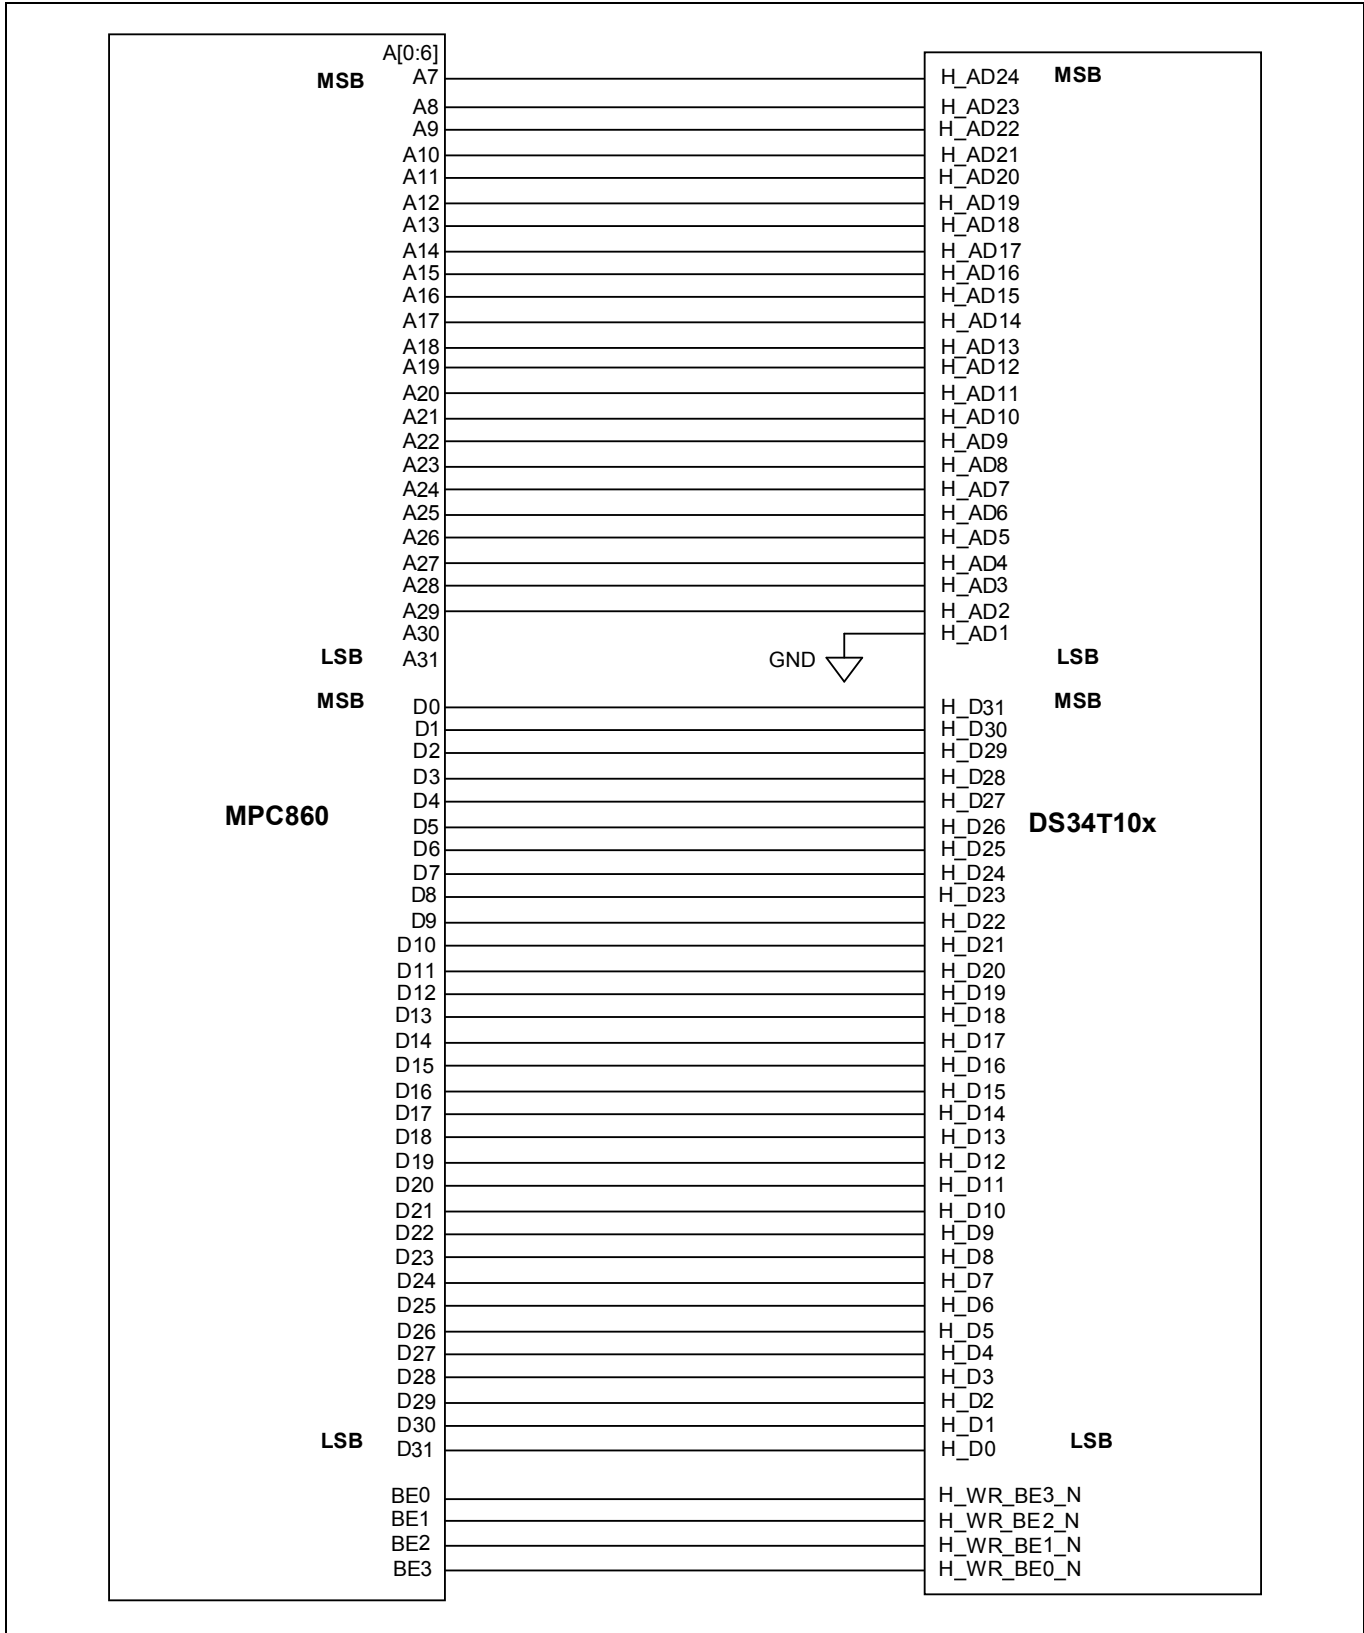 A[0:6]
MSB A7 H_AD24 MSB
A8 H_AD23
A9 H_AD22
A10 H_AD21
A11 H_AD20
A12 H_AD19
A13 H_AD18
A14 H_AD17
A15 H_AD16
A16 H_AD15
A17 H_AD14
A18 H_AD13
A19 H_AD12
A20 H_AD11
A21 H_AD10
A22 H_AD9
A23 H_AD8
A24 H_AD7
A25 H_AD6
A26 H_AD5
A27 H_AD4
A28 H_AD3
A29 H_AD2
A30 H_AD1
LSB A31 GND LSB
MSB D0 H_D31 MSB
D1 H_D30
D2 H_D29
D3 H_D28
D4 H_D27
MPC860 DS34T10x
D5 H_D26
D6 H_D25
D7 H_D24
D8 H_D23
D9 H_D22
D10 H_D21
D11 H_D20
D12 H_D19
D13 H_D18
D14 H_D17
D15 H_D16
D16 H_D15
D17 H_D14
D18 H_D13
D19 H_D12
D20 H_D11
D21 H_D10
D22 H_D9
D23 H_D8
D24 H_D7
D25 H_D6
D26 H_D5
D27 H_D4
D28 H_D3
D29 H_D2
D30 H_D1
LSB D31 H_D0 LSB
BE0 H_WR_BE3_N
BE1 H_WR_BE2_N
BE2 H_WR_BE1_N
BE3 H_WR_BE0_N